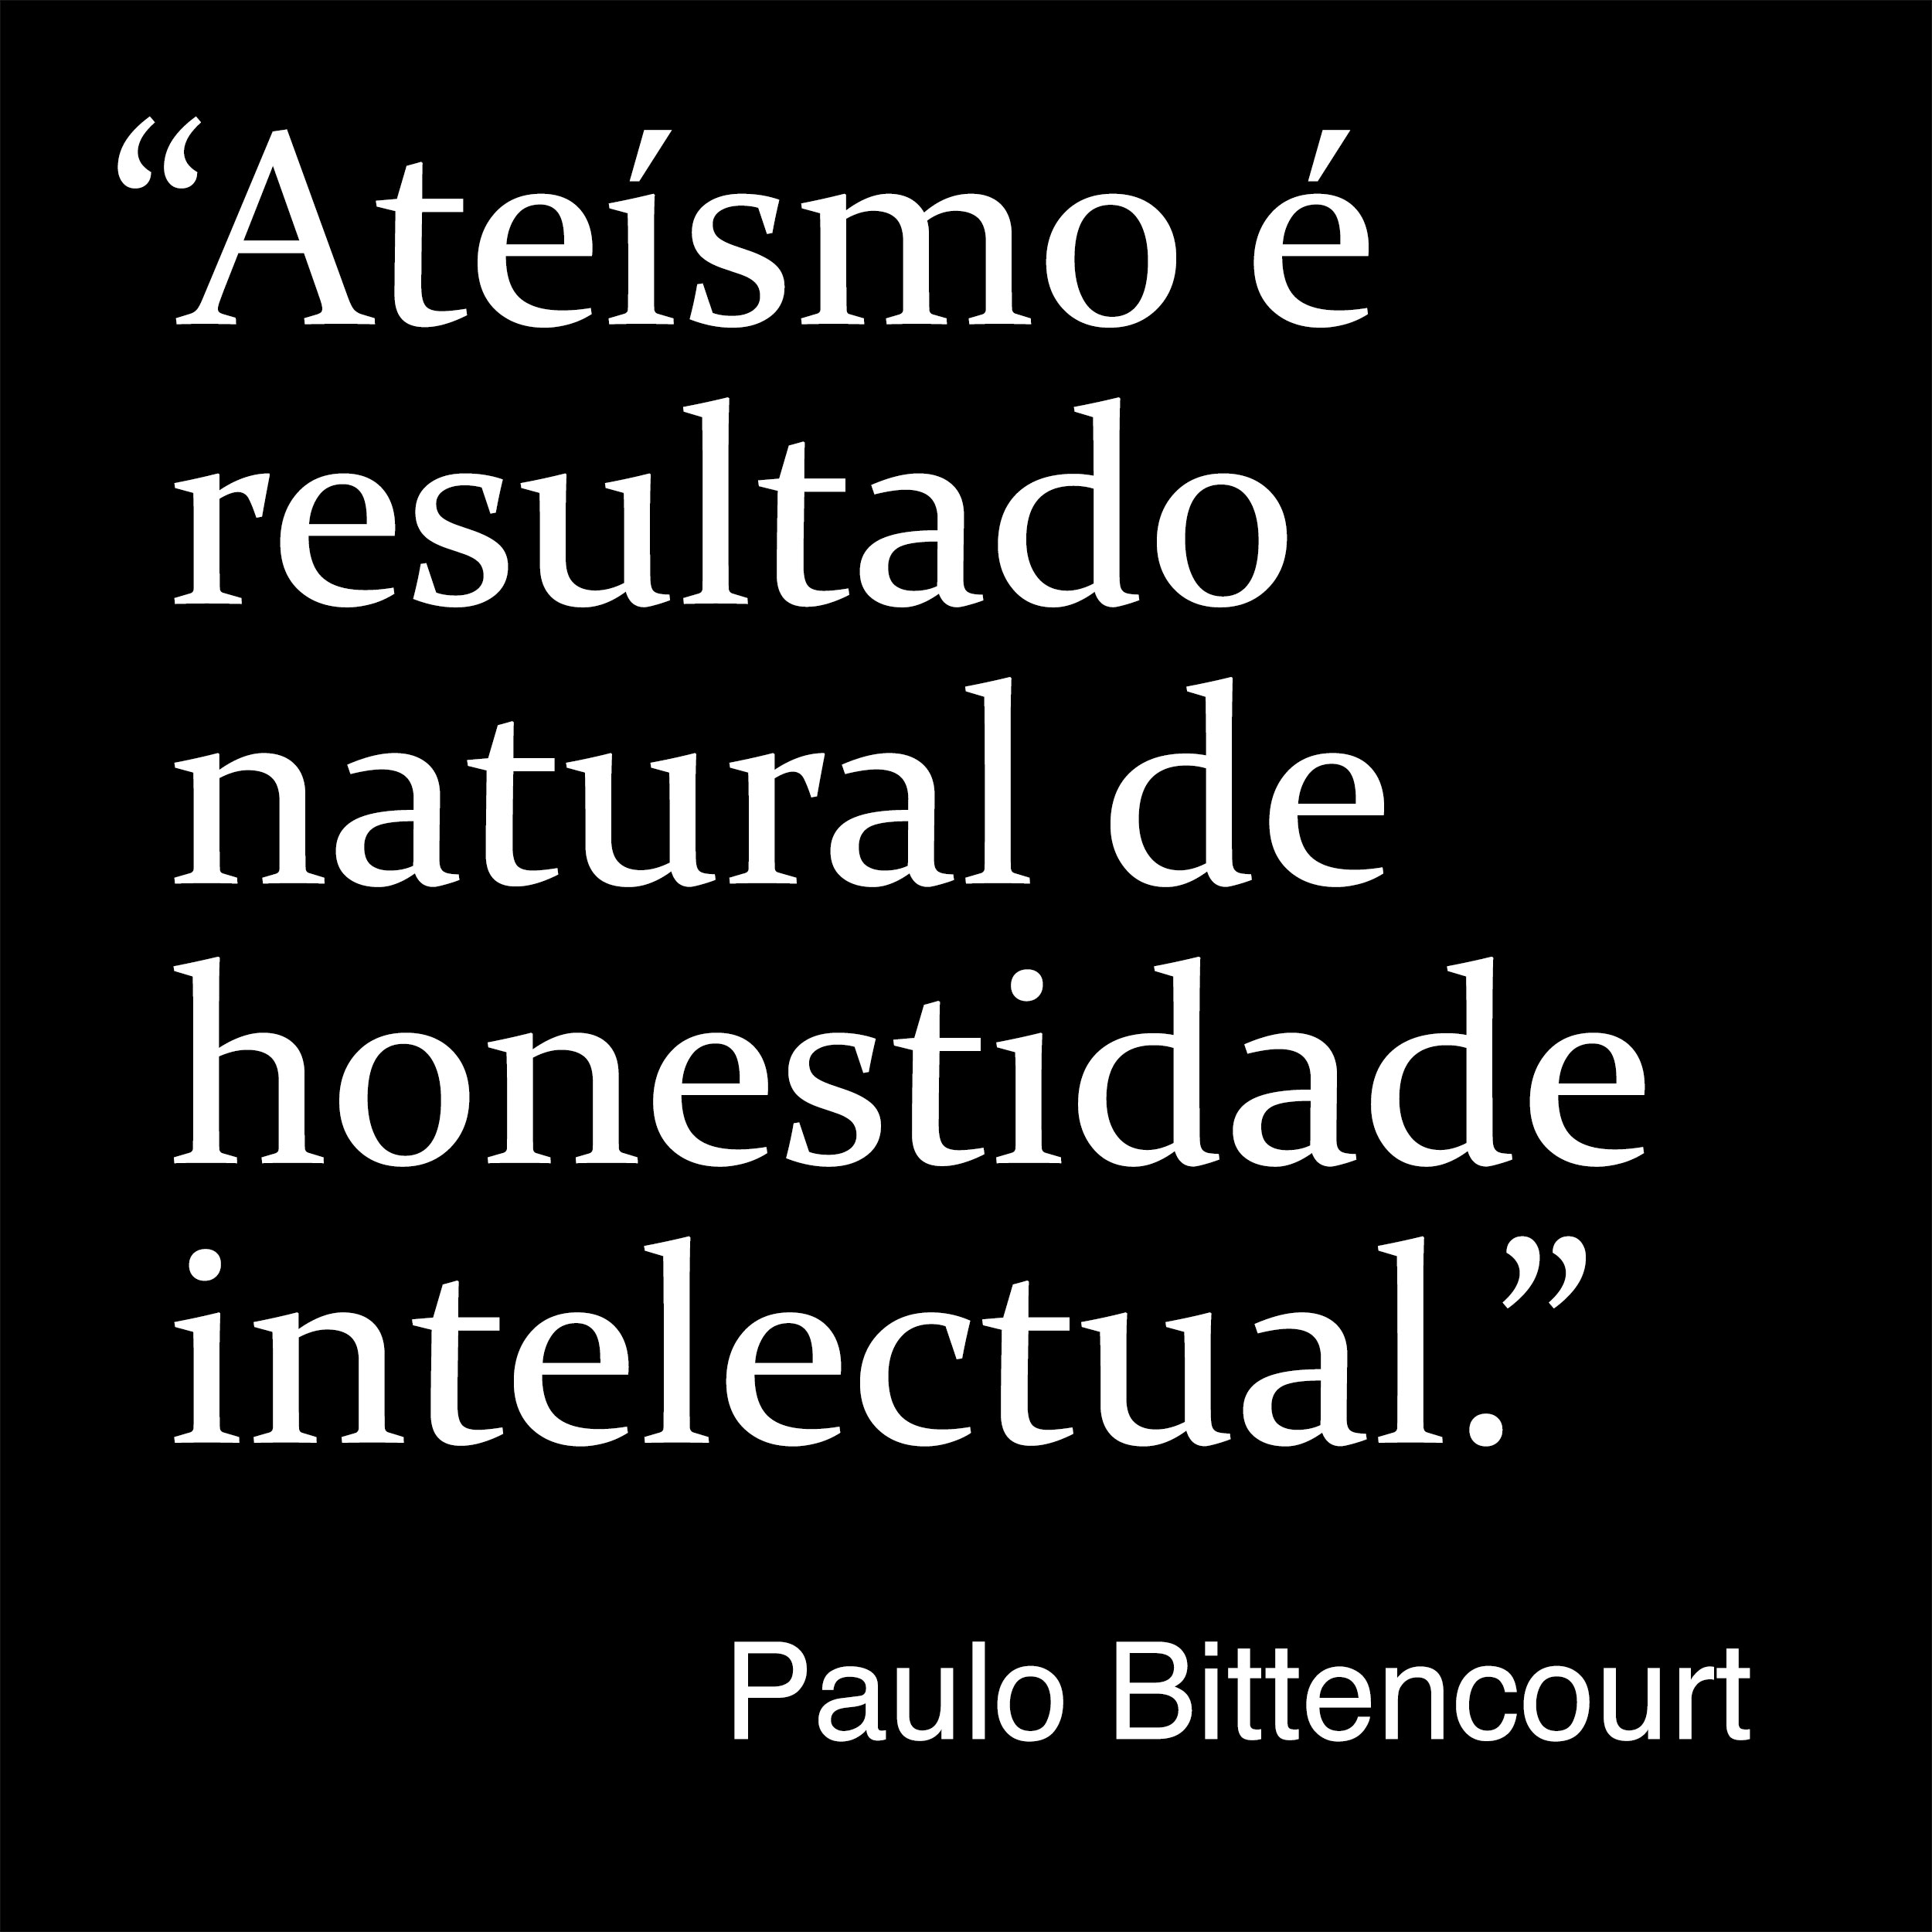 “Ateísmo é
resultado
natural de
honestidade
intelectual.”
Paulo Bittencourt